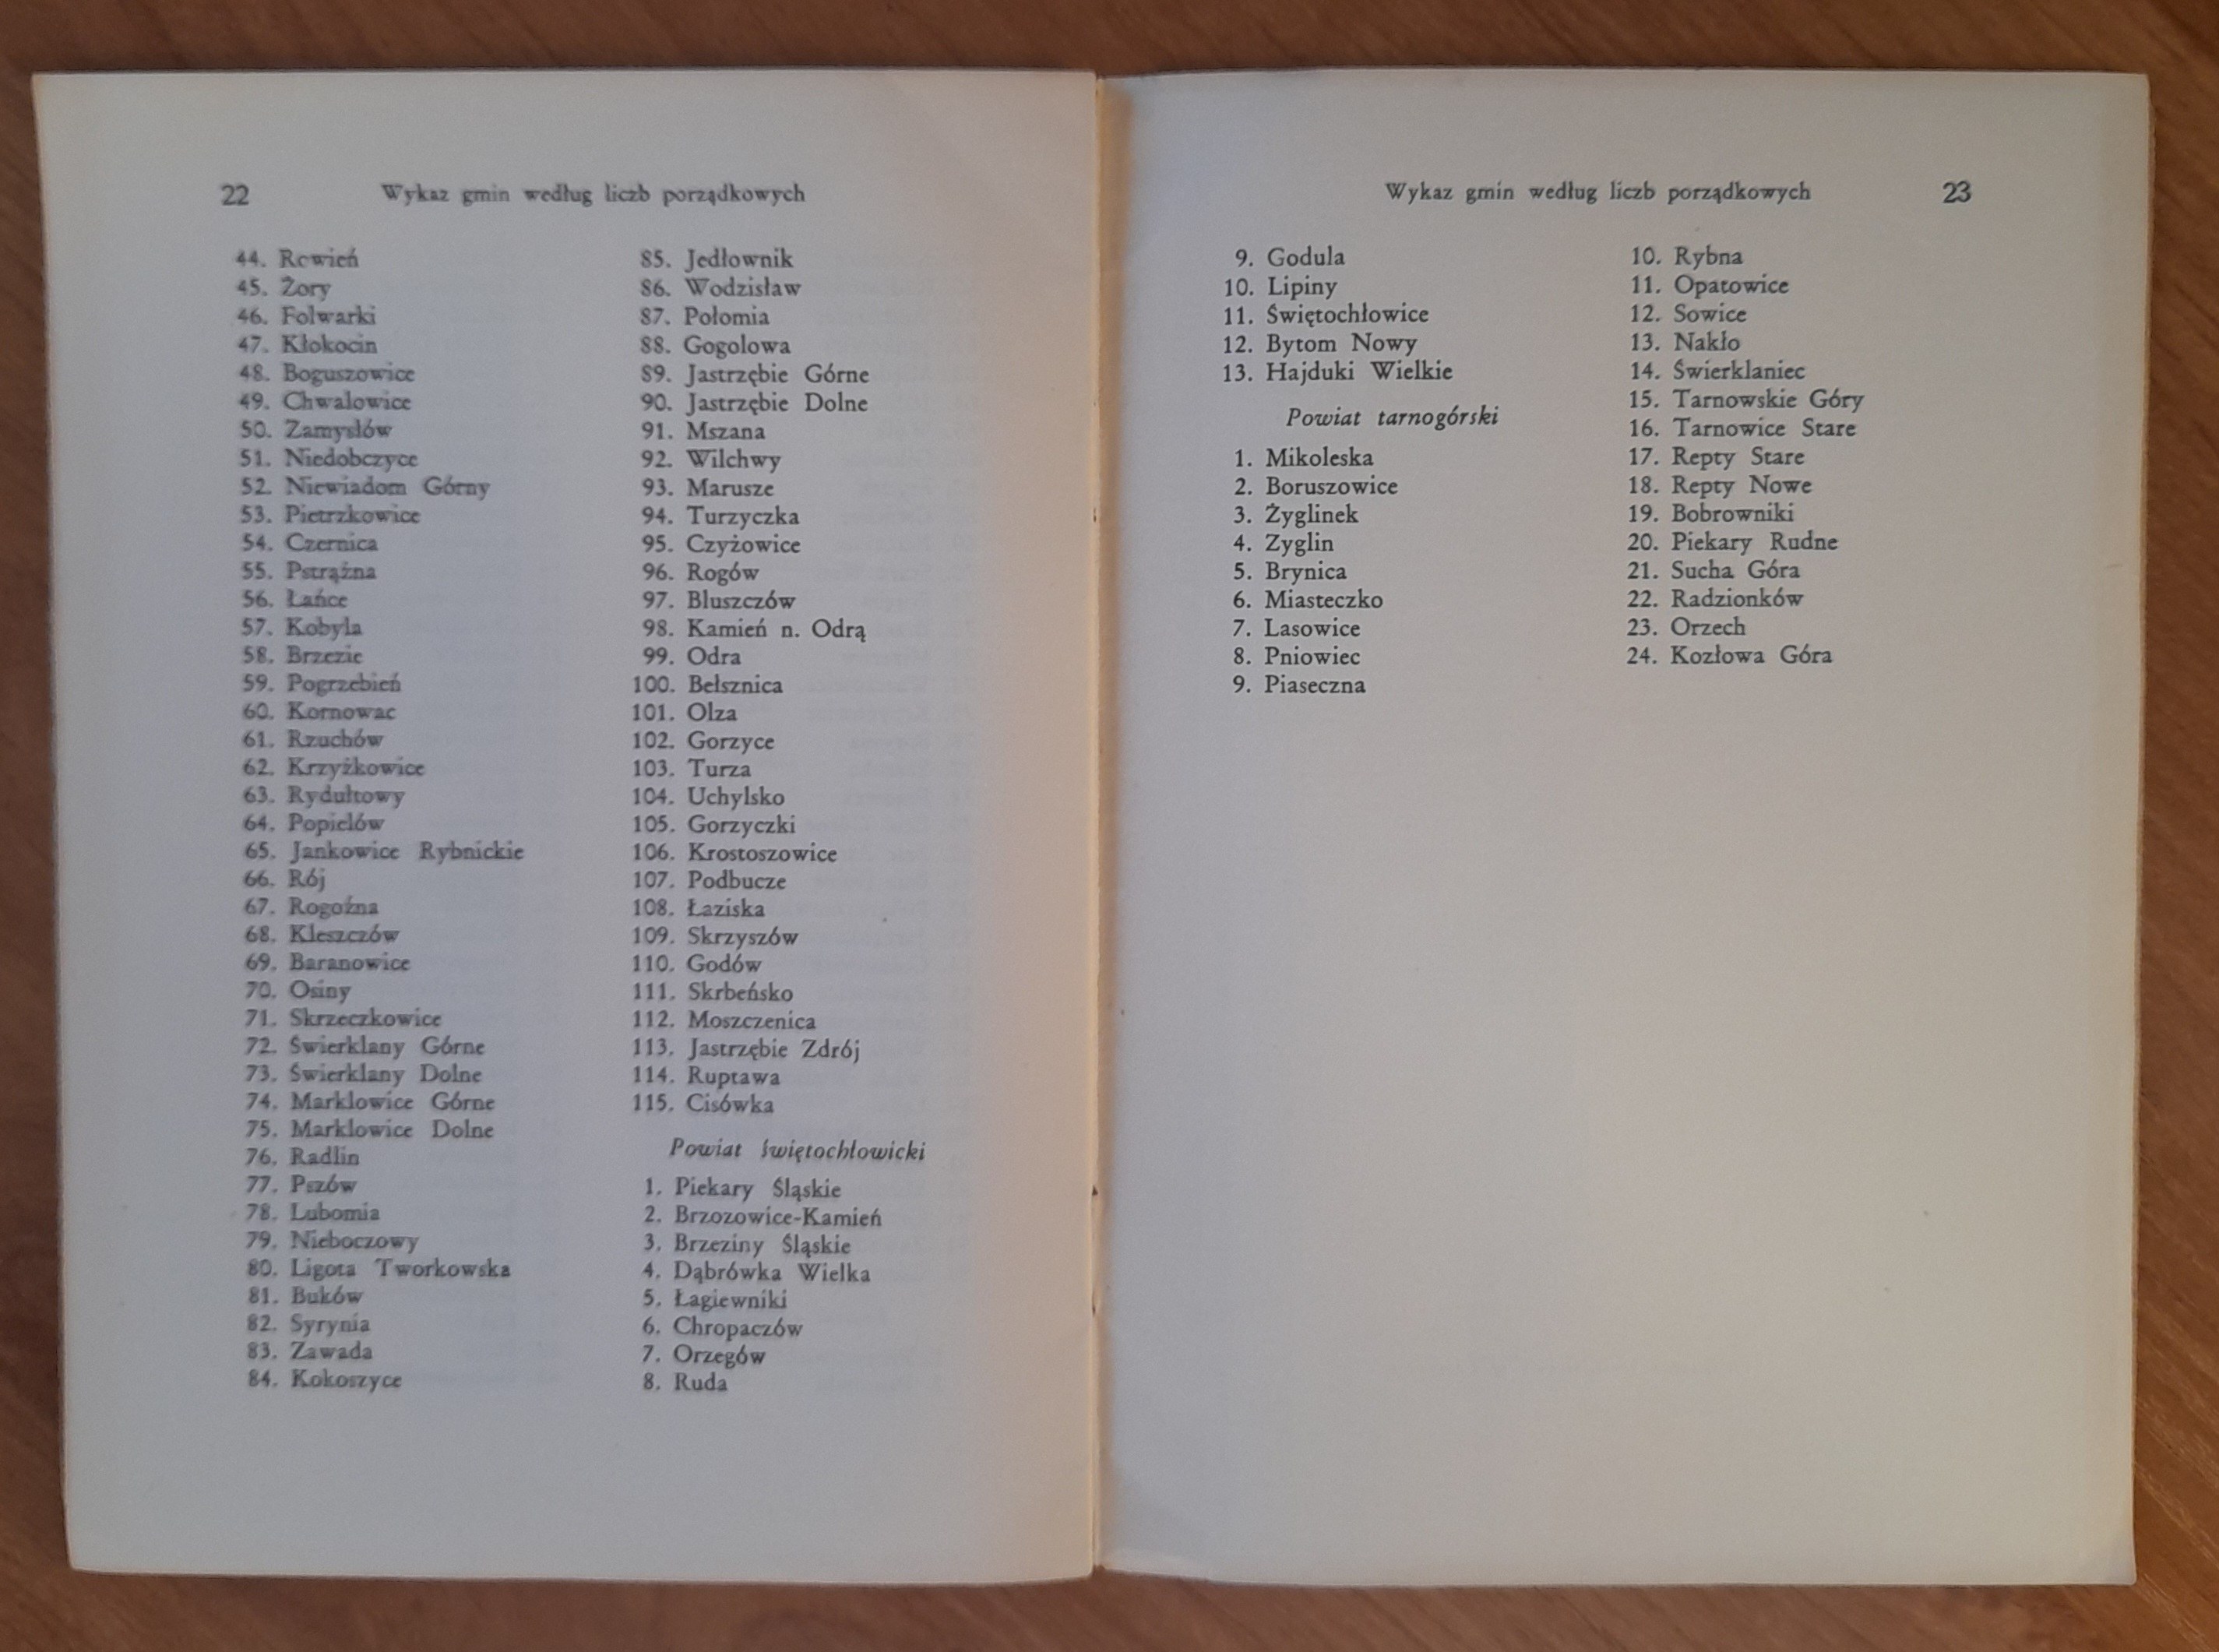 22 Wykaz gmin według liczb porządkowych
44. Rowień
45. Żory
46. Folwarki
47. Kłokocin
48. Boguszowice
49. Chwalowice
50. Zamysłów
51. Niedobczyce
52. Niewiadom Górny
53. Pietrzkowice
54. Czernica
55. Pstrążna
56. Łańce
57. Kobyla
58. Brzezie
59. Pogrzebień
60. Kornowac
61. Rzuchów
62. Krzyżkowice
63. Rydułtowy
64. Popielów
65. Jankowice Rybnickie
66. Rój
67. Rogoźna
68. Kleszczów
69. Baranowice
70. Osiny
71. Skrzeczkowice
72. Świerklany Górne
73. Świerklany Dolne
74. Marklowice Górne
75. Marklowice Dolne
76. Radlin
77. Pszów
78. Lubomia
79. Nieboczowy
80. Ligota Tworkowska
81. Buków
82. Syrynia
83. Zawada
84. Kokoszyce
85. Jedłownik
86. Wodzisław
87. Połomia
88. Gogolowa
89. Jastrzębie Górne
90. Jastrzębie Dolne
91. Mszana
92. Wilchwy
93. Marusze
94. Turzyczka
95. Czyżowice
96. Rogów
97. Bluszczów
98. Kamień n. Odrą
99. Odra
100. Bełsznica
101. Olza
102. Gorzyce
103. Turza
104. Uchylsko
105. Gorzyczki
106. Krostoszowice
107. Podbucze
108. Łaziska
109. Skrzyszów
110. Godów
111. Skrbeńsko
112. Moszczenica
113. Jastrzębie Zdrój
114. Ruptawa
115. Cisówka
Powiat świętochłowicki
1. Piekary Śląskie
2. Brzozowice-Kamień
3. Brzeziny Śląskie
4. Dąbrówka Wielka
5. Łagiewniki
6. Chropaczów
7. Orzegów
8. Ruda
Wykaz gmin według liczb porządkowych 23
9. Godula
10. Lipiny
11. Świętochłowice
12. Bytom Nowy
13. Hajduki Wielkie
Powiat tarnogórski
1. Mikoleska
2. Boruszowice
3. Żyglinek
4. Zyglin
5. Brynica
6. Miasteczko
7. Lasowice
8. Pniowiec
9. Piaseczna
10. Rybna
11. Opatowice
12. Sowice
13. Nakło
14. Świerklaniec
15. Tarnowskie Góry
16. Tarnowice Stare
17. Repty Stare
18. Repty Nowe
19. Bobrowniki
20. Piekary Rudne
21. Sucha Góra
22. Radzionków
23. Orzech
24. Kozłowa Góra